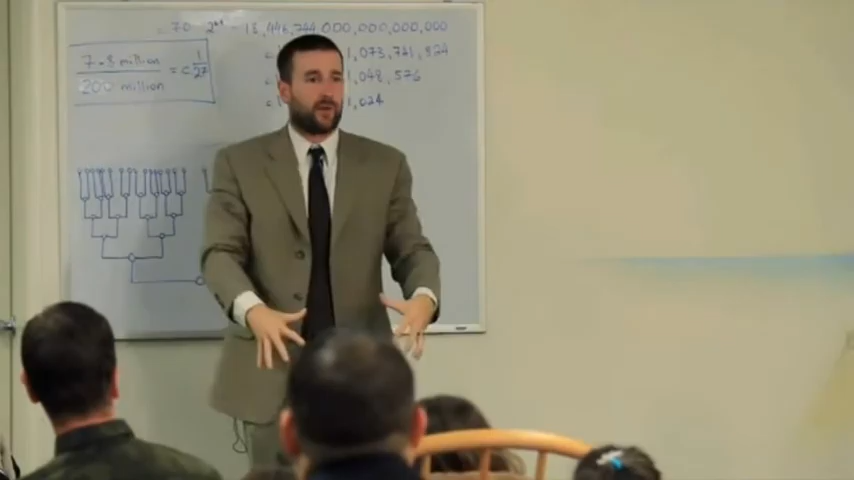 = 70 2⁶⁴ = 18,446,744,000,000,000,000
1,073,741,824
1,048,576
1,024
7-8 million
200 million
= c. 1/27